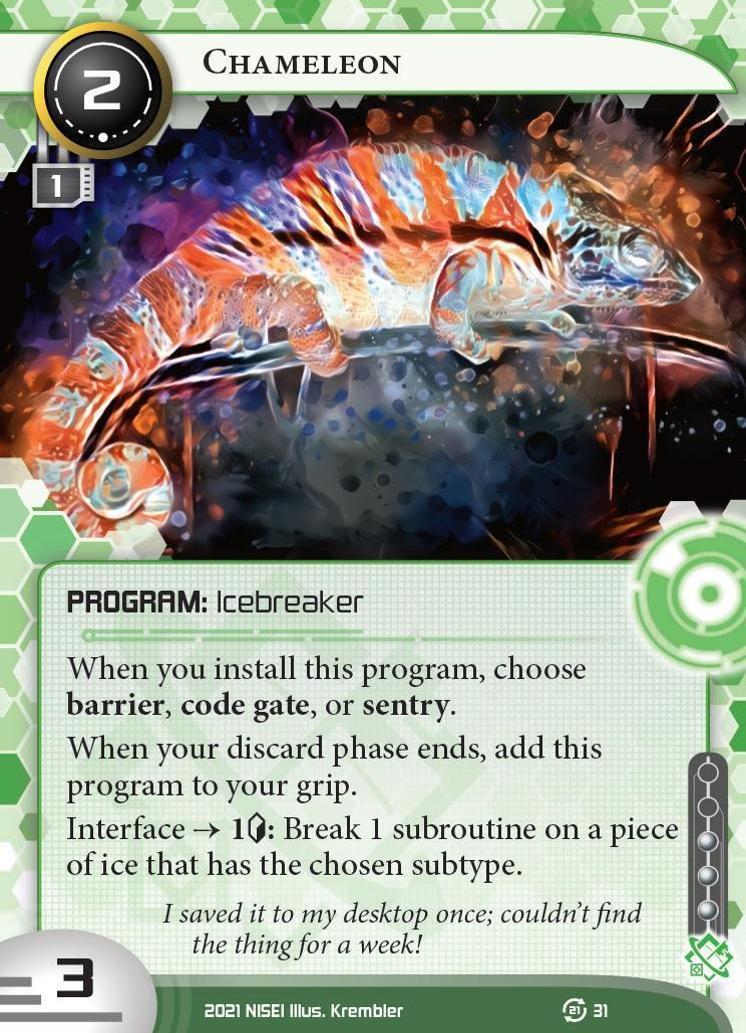 2
CHAMELEON
1
PROGRAM: Icebreaker
When you install this program, choose
barrier, code gate, or sentry.
When your discard phase ends, add this
program to your grip.
Interface → 1: Break 1 subroutine on a piece
of ice that has the chosen subtype.
I saved it to my desktop once; couldn't find
the thing for a week!
3
2021 NISEI Illus. Krembler
21 31